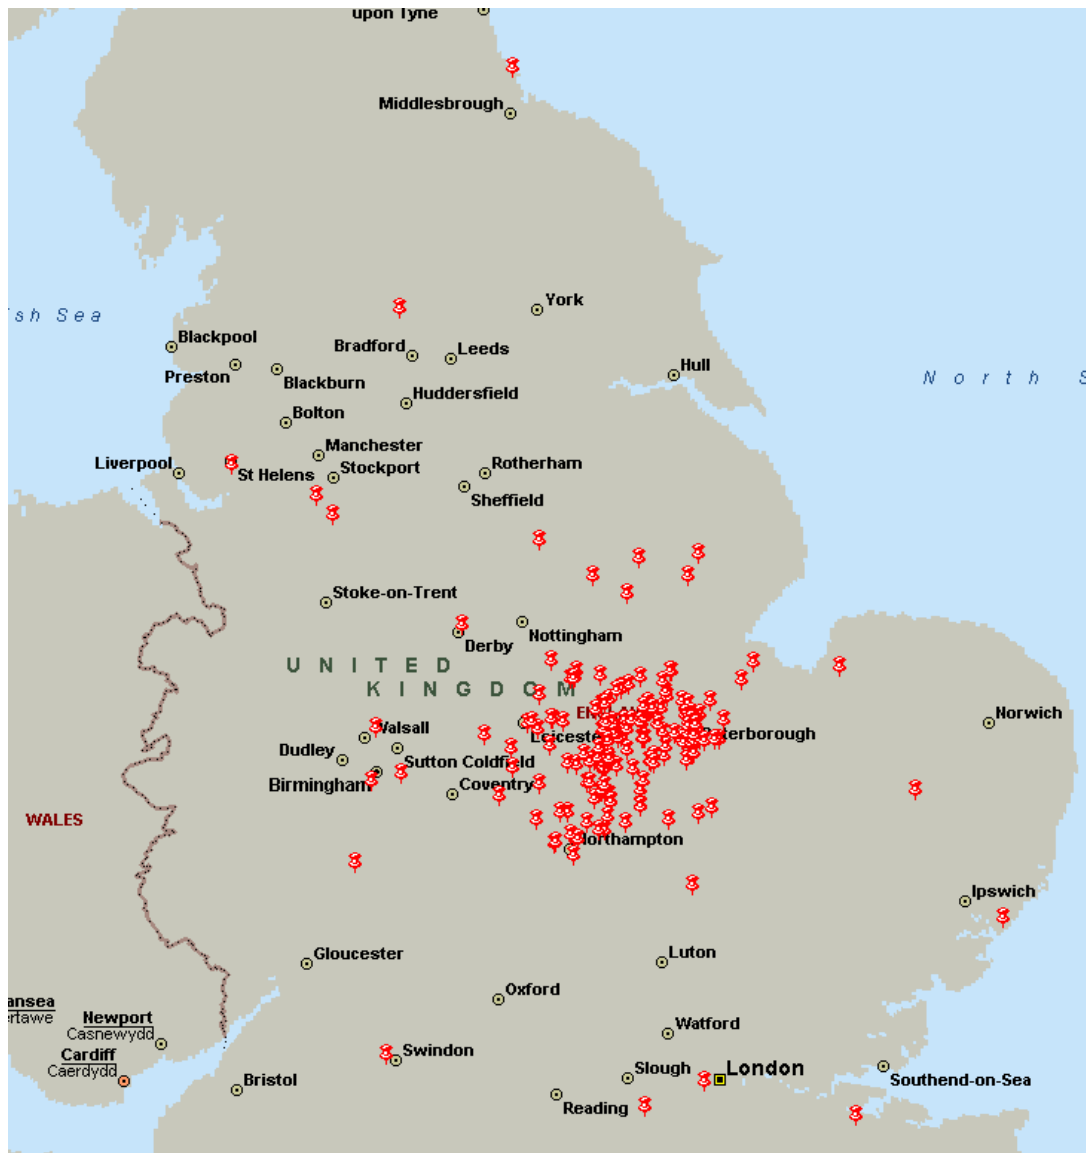 upon Tyne
Middlesbrough
York
sh Sea
Blackpool
Bradford
Leeds
Preston
Blackburn
Hull
North S
Huddersfield
Bolton
Manchester
Liverpool
St Helens
Stockport
Rotherham
Sheffield
Stoke-on-Trent
Derby
Nottingham
UNITED
KINGDOM
Norwich
Walsall
Leicester
Peterborough
Dudley
Sutton Coldfield
Birmingham
Coventry
WALES
Northampton
Ipswich
Gloucester
Luton
Oxford
ansea
ertawe
Newport
Casnewydd
Watford
Cardiff
Caerdydd
Swindon
Slough
London
Bristol
Reading
Southend-on-Sea